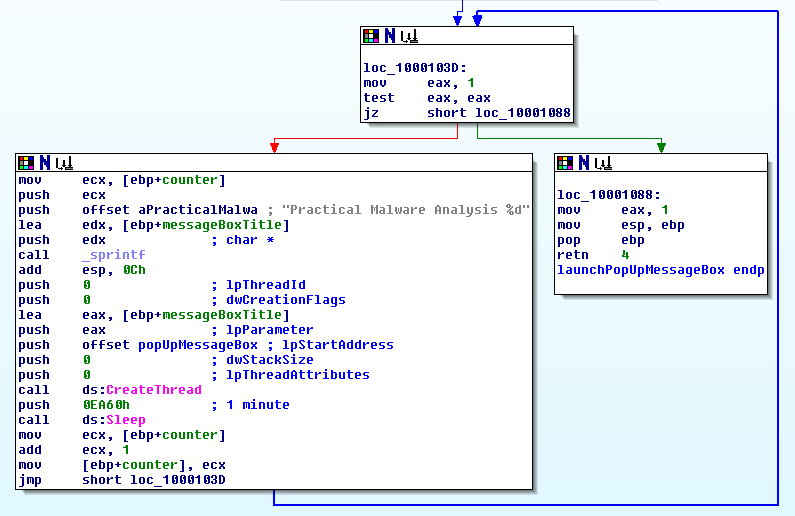 loc_1000103D:
mov eax, 1
test eax, eax
jz short loc_10001088
mov ecx, [ebp+counter]
push ecx
push offset aPracticalMalwa ; "Practical Malware Analysis %d"
lea edx, [ebp+messageBoxTitle]
push edx ; char *
call _sprintf
add esp, 0Ch
push 0 ; lpThreadId
push 0 ; dwCreationFlags
lea eax, [ebp+messageBoxTitle]
push eax ; lpParameter
push offset popUpMessageBox ; lpStartAddress
push 0 ; dwStackSize
push 0 ; lpThreadAttributes
call ds:CreateThread
push 0EA60h ; 1 minute
call ds:Sleep
mov ecx, [ebp+counter]
add ecx, 1
mov [ebp+counter], ecx
jmp short loc_1000103D
loc_10001088:
mov eax, 1
mov esp, ebp
pop ebp
retn 4
launchPopUpMessageBox endp